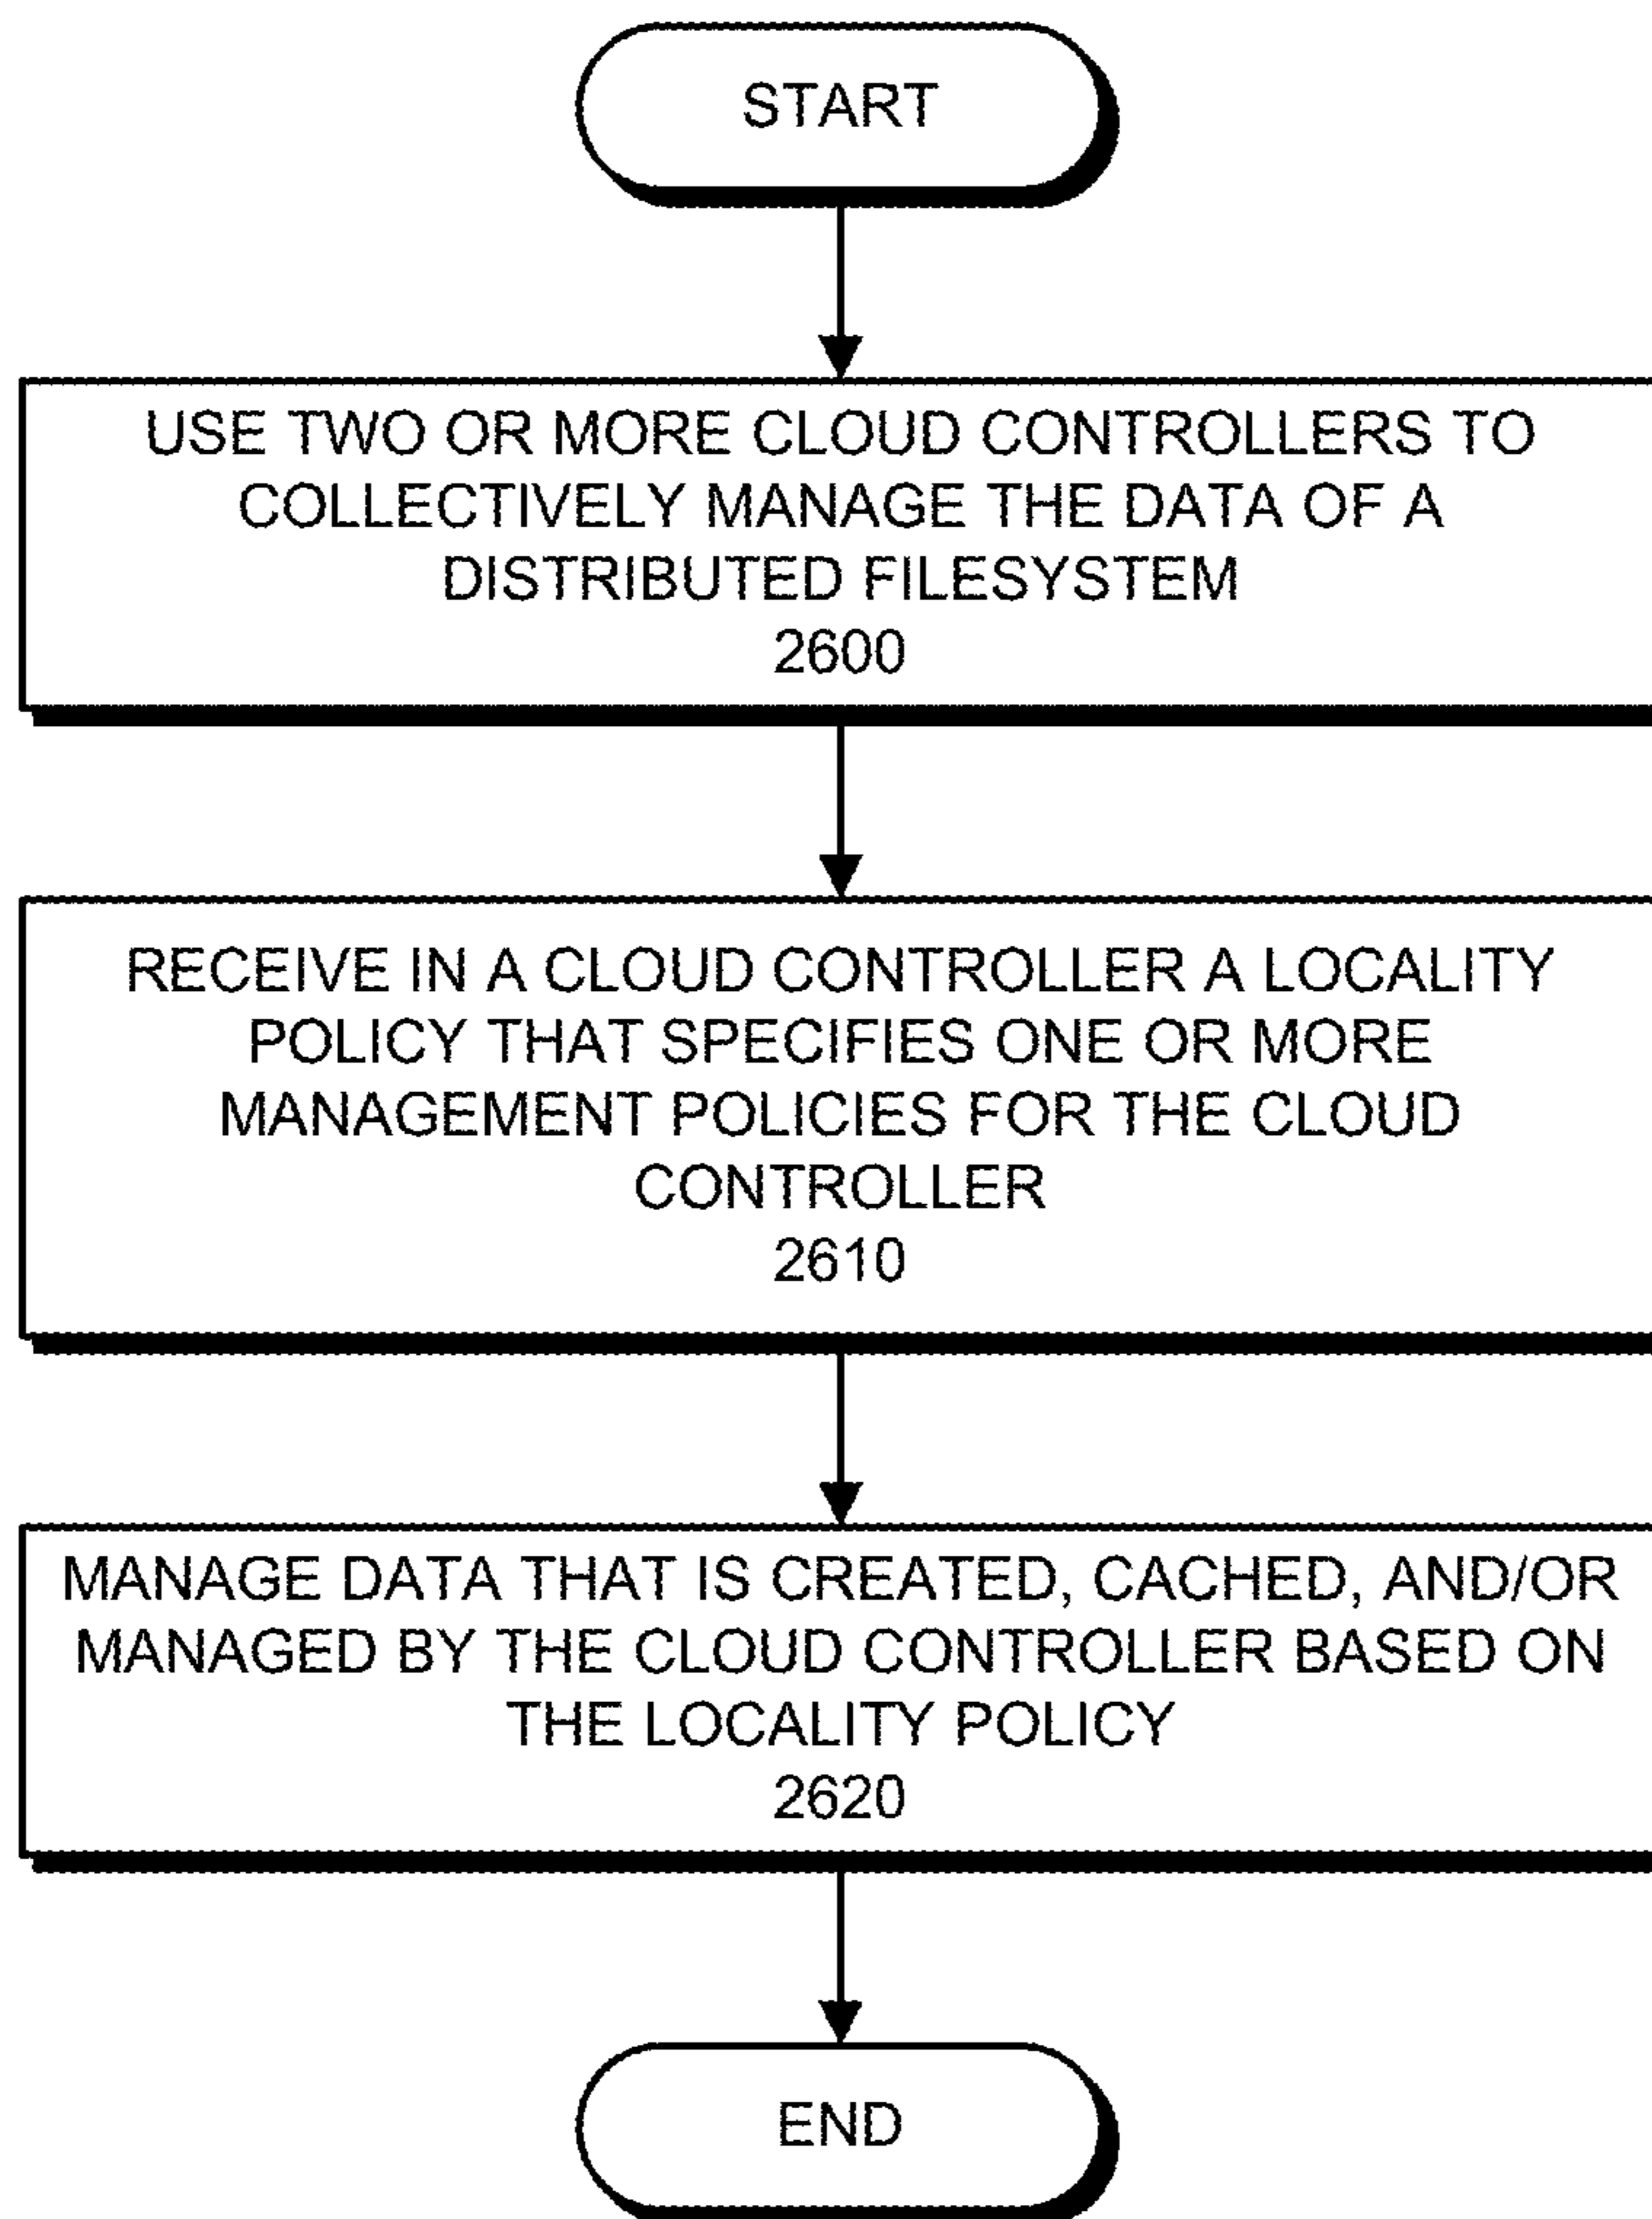 START
USE TWO OR MORE CLOUD CONTROLLERS TO
COLLECTIVELY MANAGE THE DATA OF A
DISTRIBUTED FILESYSTEM
2600
RECEIVE IN A CLOUD CONTROLLER A LOCALITY
POLICY THAT SPECIFIES ONE OR MORE
MANAGEMENT POLICIES FOR THE CLOUD
CONTROLLER
2610
MANAGE DATA THAT IS CREATED, CACHED, AND/OR
MANAGED BY THE CLOUD CONTROLLER BASED ON
THE LOCALITY POLICY
2620
END